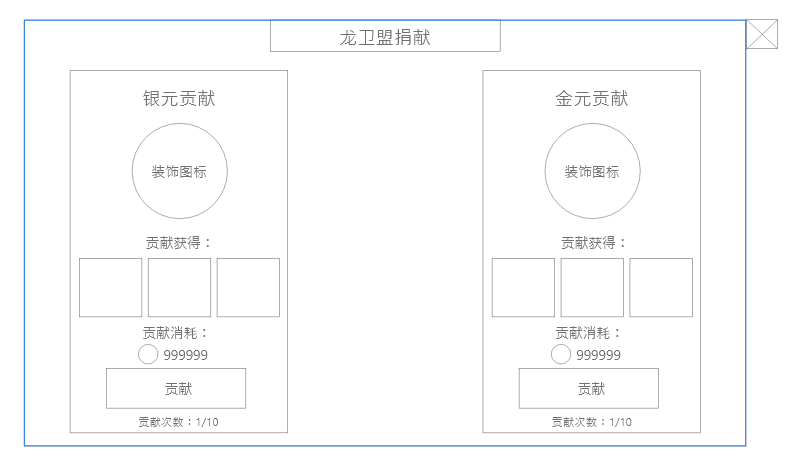 龙卫盟捐献
银元贡献
装饰图标
贡献获得：
贡献消耗：
999999
贡献
贡献次数：1/10
金元贡献
装饰图标
贡献获得：
贡献消耗：
999999
贡献
贡献次数：1/10